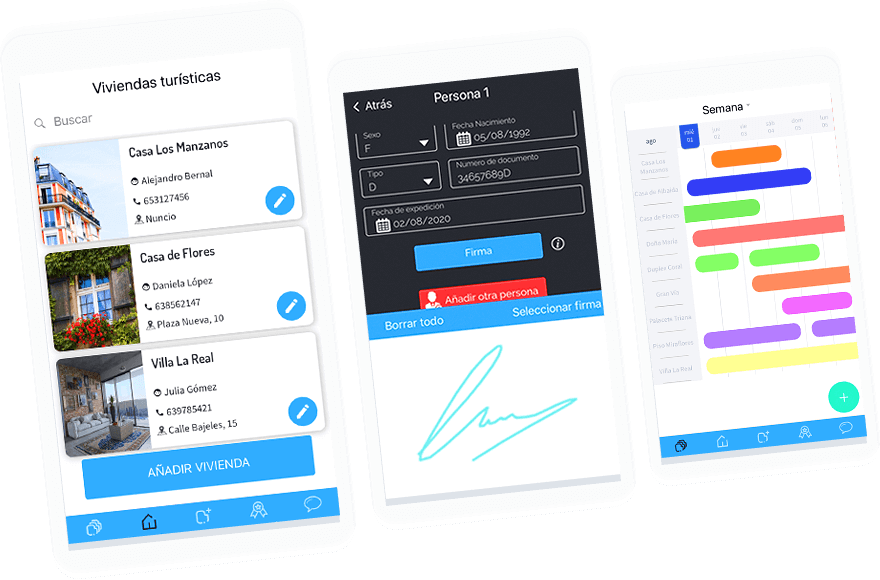 Viviendas turísticas
Buscar
Casa Los Manzanos
Alejandro Bernal
653127456
Nuncio
Casa de Flores
Daniela López
638562147
Plaza Nueva, 10
Villa La Real
Julia Gómez
639785421
Calle Bajeles, 15
AÑADIR VIVIENDA
Atrás
Persona 1
Sexo
F
Fecha Nacimiento
05/08/1992
Tipo
D
Numero de documento
34657689D
Fecha de expedición
02/08/2020
Firma
Añadir otra persona
Borrar todo
Seleccionar firma
Semana
ago
mié
01
jui
02
vie
03
sáb
04
dom
05
lun
06
Casa Los
Manzanos
Casa de Ribalda
Casa de Flores
Doña María
Duplex Coral
Gran Vía
Palacete Triana
Piso Miraflores
Villa La Real